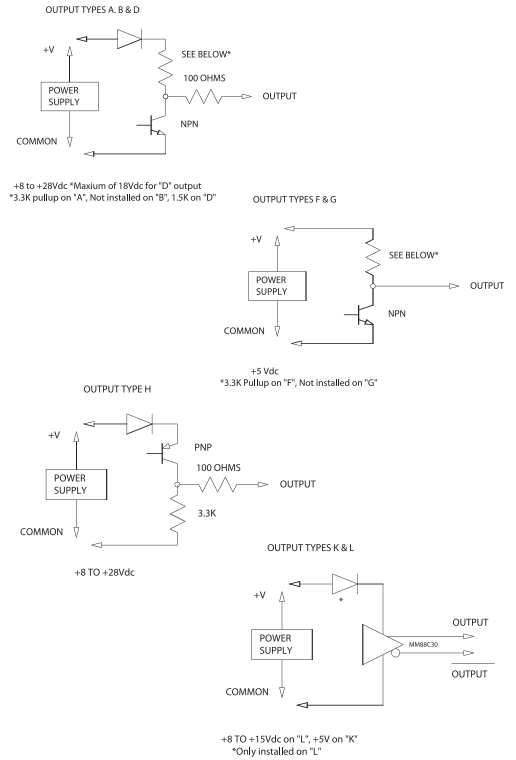 OUTPUT TYPES A. B & D
+V
SEE BELOW*
100 OHMS
POWER
SUPPLY
OUTPUT
NPN
COMMON
+8 to +28Vdc *Maxium of 18Vdc for "D" output
*3.3K pullup on "A", Not installed on "B", 1.5K on "D"
OUTPUT TYPES F & G
+V
SEE BELOW*
POWER
SUPPLY
OUTPUT
NPN
COMMON
+5 Vdc
*3.3K Pullup on "F", Not installed on "G"
OUTPUT TYPE H
+V
PNP
100 OHMS
POWER
SUPPLY
OUTPUT
3.3K
COMMON
+8 TO +28Vdc
OUTPUT TYPES K & L
+V
*
OUTPUT
POWER
SUPPLY
MM88C30
OUTPUT
COMMON
+8 TO +15Vdc on "L", +5V on "K"
*Only installed on "L"